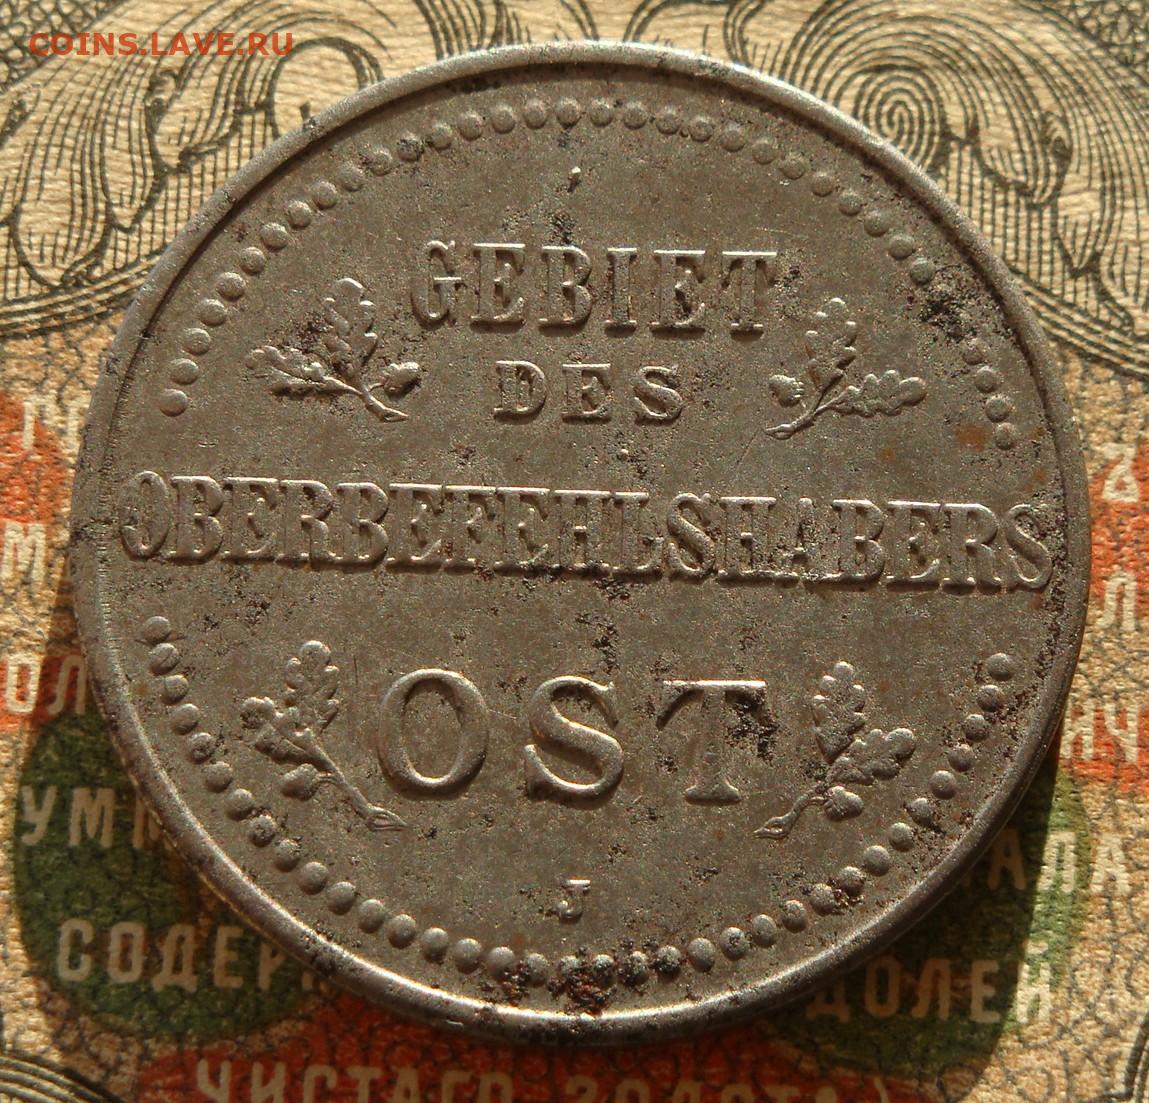 COINS.LAVE.RU
GEBIET
DES
OBERBEFEHLSHABERS
OST
J
СОДЕР
ДОЛЕЙ
ЧИСТАГО ЗОЛОТА